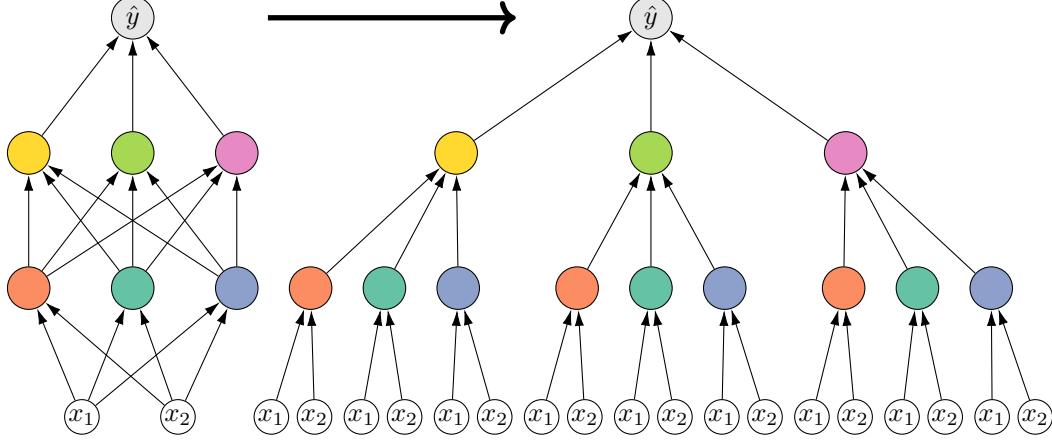 ŷ ŷ
x₁ x₂ x₁ x₂ x₁ x₂ x₁ x₂ x₁ x₂ x₁ x₂ x₁ x₂ x₁ x₂ x₁ x₂ x₁ x₂